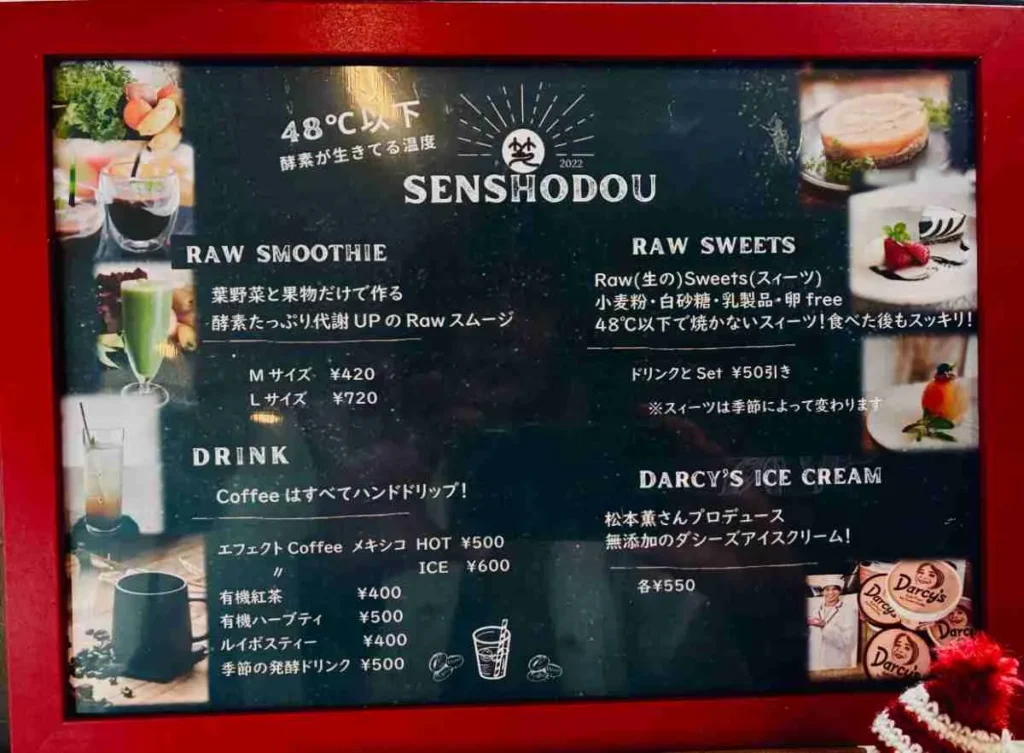 48℃以下
酵素が生きてる温度
2022
SENSHODOU
RAW SMOOTHIE
葉野菜と果物だけで作る
酵素たっぷり代謝UPのRawスムージ
Mサイズ ¥420
Lサイズ ¥720
DRINK
Coffeeはすべてハンドドリップ!
エフェクトCoffee メキシコ HOT ¥500
〃 ICE ¥600
有機紅茶 ¥400
有機ハーブティ ¥500
ルイボスティー ¥400
季節の発酵ドリンク ¥500
RAW SWEETS
Raw(生の)Sweets(スィーツ)
小麦粉・白砂糖・乳製品・卵free
48℃以下で焼かないスィーツ!食べた後もスッキリ!
ドリンクとSet ¥50引き
※スィーツは季節によって変わります
DARCY'S ICE CREAM
松本薫さんプロデュース
無添加のダシーズアイスクリーム!
各¥550
Darcy's
Darcy's
Darcy's